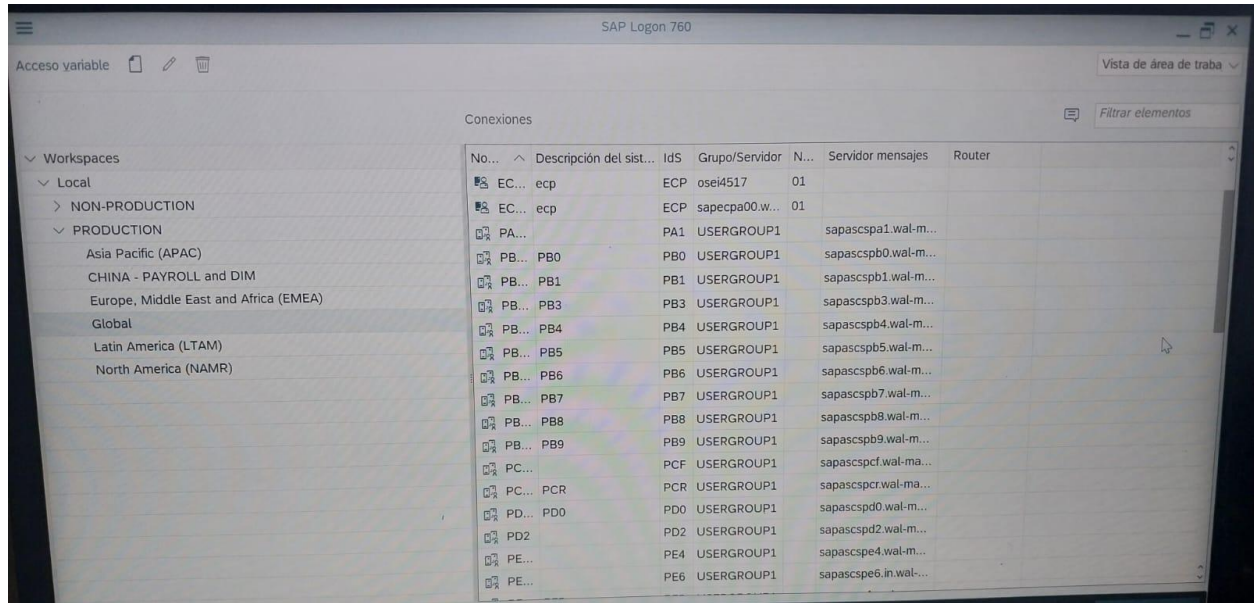 SAP Logon 760
Acceso variable
Vista de área de traba
Conexiones
Filtrar elementos
Workspaces
Local
NON-PRODUCTION
PRODUCTION
Asia Pacific (APAC)
CHINA - PAYROLL and DIM
Europe, Middle East and Africa (EMEA)
Global
Latin America (LTAM)
North America (NAMR)
No... Descripción del sist... IdS Grupo/Servidor N... Servidor mensajes Router
EC... ecp ECP osei4517 01
EC... ecp ECP sapecpa00.w... 01
PA... PA1 USERGROUP1 sapascspa1.wal-m...
PB... PB0 PB0 USERGROUP1 sapascspb0.wal-m...
PB... PB1 PB1 USERGROUP1 sapascspb1.wal-m...
PB... PB3 PB3 USERGROUP1 sapascspb3.wal-m...
PB... PB4 PB4 USERGROUP1 sapascspb4.wal-m...
PB... PB5 PB5 USERGROUP1 sapascspb5.wal-m...
PB... PB6 PB6 USERGROUP1 sapascspb6.wal-m...
PB... PB7 PB7 USERGROUP1 sapascspb7.wal-m...
PB... PB8 PB8 USERGROUP1 sapascspb8.wal-m...
PB... PB9 PB9 USERGROUP1 sapascspb9.wal-m...
PC... PCF USERGROUP1 sapascspcf.wal-ma...
PC... PCR PCR USERGROUP1 sapascspcr.wal-ma...
PD... PD0 PD0 USERGROUP1 sapascspd0.wal-m...
PD2 PD2 USERGROUP1 sapascspd2.wal-m...
PE... PE4 USERGROUP1 sapascspe4.wal-m...
PE... PE6 USERGROUP1 sapascspe6.in.wal-...